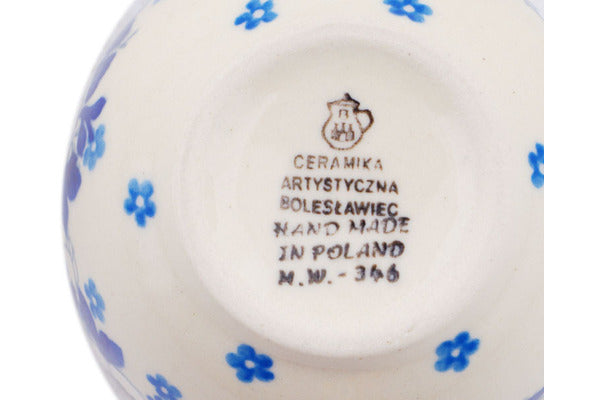 CERAMIKA
ARTYSTYCZNA
BOLESŁAWIEC
HAND MADE
IN POLAND
M.W.-346